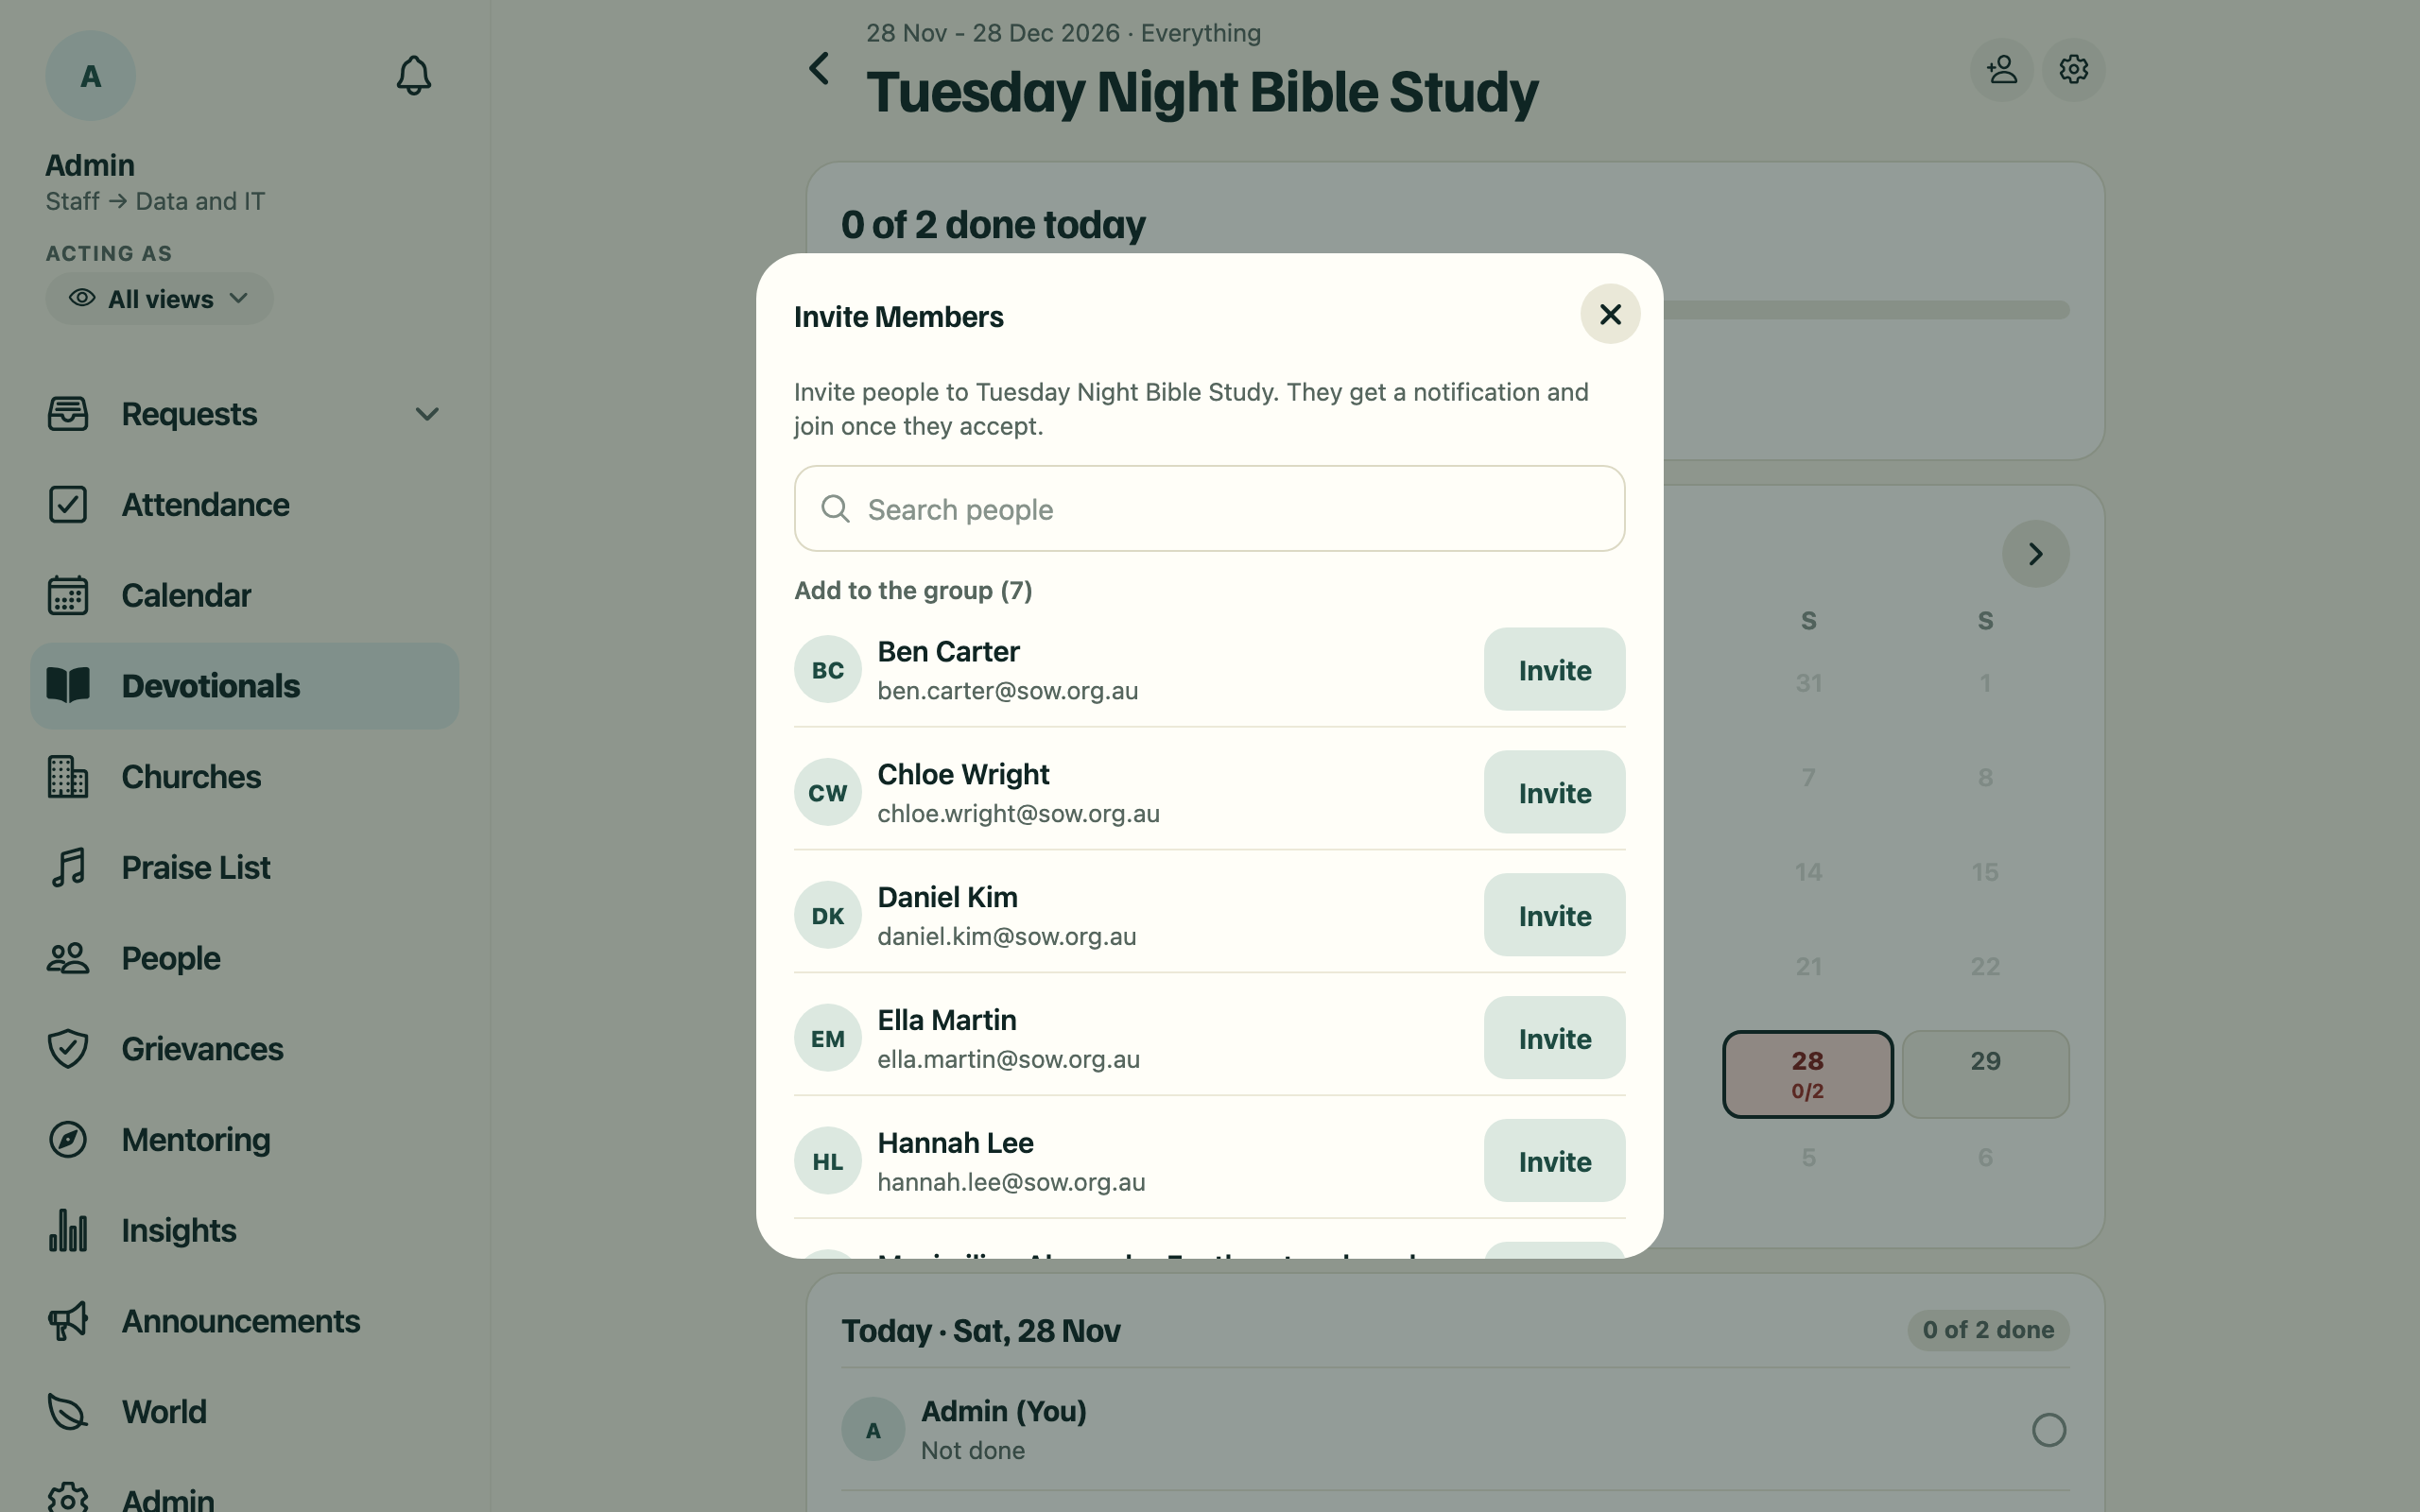 A
Admin
Staff → Data and IT
ACTING AS
All views
Requests
Attendance
Calendar
Devotionals
Churches
Praise List
People
Grievances
Mentoring
Insights
Announcements
World
Admin
28 Nov - 28 Dec 2026 · Everything
Tuesday Night Bible Study
0 of 2 done today
Invite Members
Invite people to Tuesday Night Bible Study. They get a notification and
join once they accept.
Search people
Add to the group (7)
BC
Ben Carter
ben.carter@sow.org.au
Invite
CW
Chloe Wright
chloe.wright@sow.org.au
Invite
DK
Daniel Kim
daniel.kim@sow.org.au
Invite
EM
Ella Martin
ella.martin@sow.org.au
Invite
HL
Hannah Lee
hannah.lee@sow.org.au
Invite
S S
31 1
7 8
14 15
21 22
28 29
0/2
5 6
Today · Sat, 28 Nov
0 of 2 done
A
Admin (You)
Not done